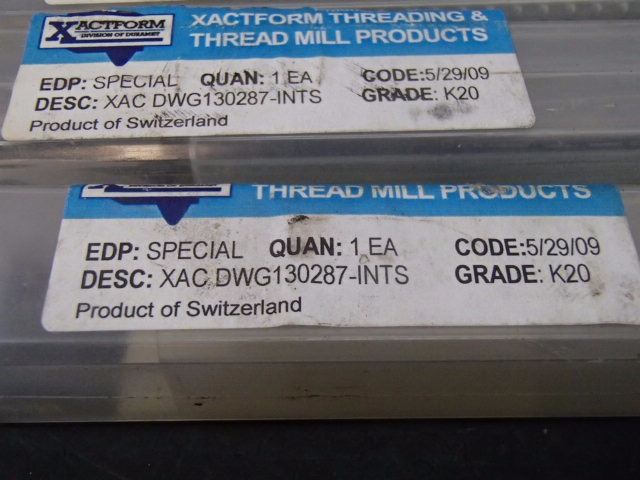 XACTFORM
DIVISION OF DURAMET
XACTFORM THREADING &
THREAD MILL PRODUCTS
EDP: SPECIAL QUAN: 1 EA CODE:5/29/09
DESC: XAC DWG130287-INTS GRADE: K20
Product of Switzerland
THREAD MILL PRODUCTS
EDP: SPECIAL QUAN: 1 EA CODE:5/29/09
DESC: XAC DWG130287-INTS GRADE: K20
Product of Switzerland